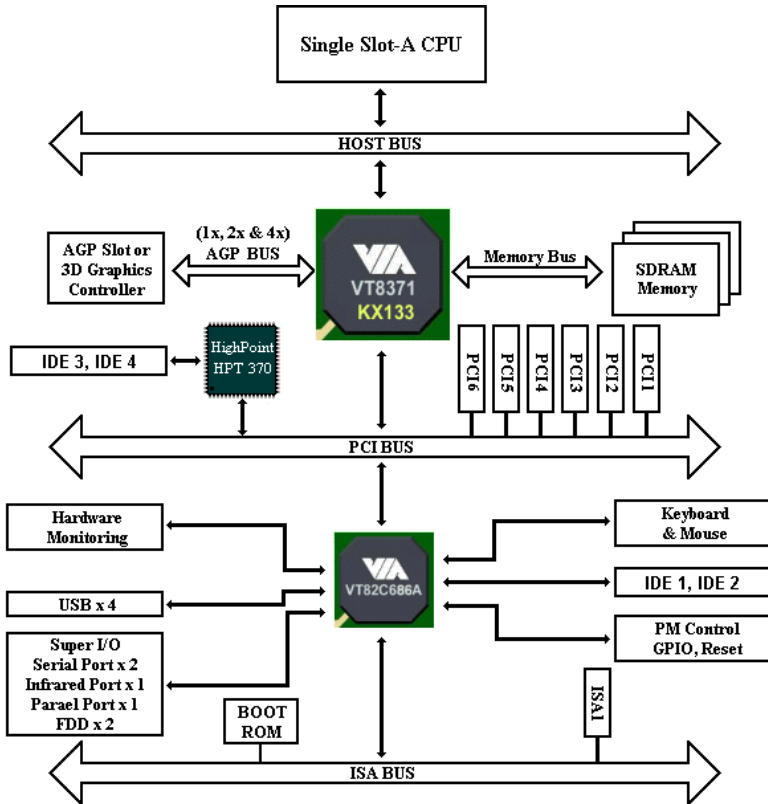 Single Slot-A CPU
HOST BUS
(1x, 2x & 4x)
AGP BUS
AGP Slot or
3D Graphics
Controller
VIA
VT8371
KX133
Memory Bus
SDRAM
Memory
IDE 3, IDE 4
HighPoint
HPT 370
PCI6
PCI5
PCI4
PCI3
PCI2
PCI1
PCI BUS
Hardware
Monitoring
USB x 4
Super I/O
Serial Port x 2
Infrared Port x 1
Parael Port x 1
FDD x 2
VIA
VT82C686A
Keyboard
& Mouse
IDE 1, IDE 2
PM Control
GPIO, Reset
BOOT
ROM
ISA1
ISA BUS